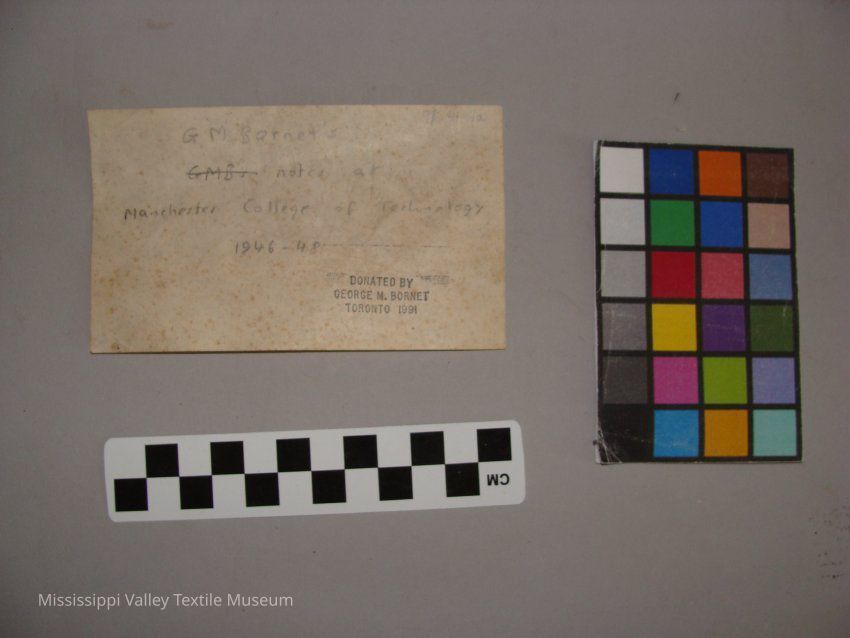 G M Bornet's
GMB's notes at
Manchester College of Technology
1946-48
DONATED BY
GEORGE M. BORNET
TORONTO 1991
CM
Mississippi Valley Textile Museum